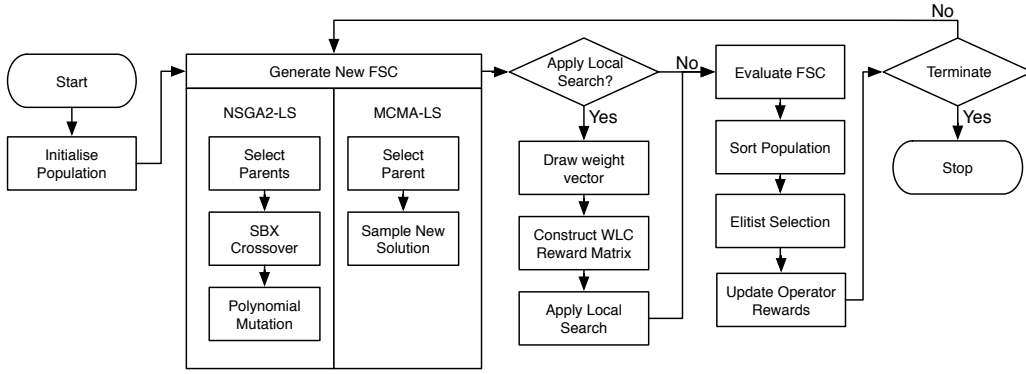 No
Start
Initialise
Population
Generate New FSC
NSGA2-LS
Select
Parents
SBX
Crossover
Polynomial
Mutation
MCMA-LS
Select
Parent
Sample New
Solution
Apply Local
Search?
No
Yes
Draw weight
vector
Construct WLC
Reward Matrix
Apply Local
Search
Evaluate FSC
Sort Population
Elitist Selection
Update Operator
Rewards
Terminate
Yes
Stop